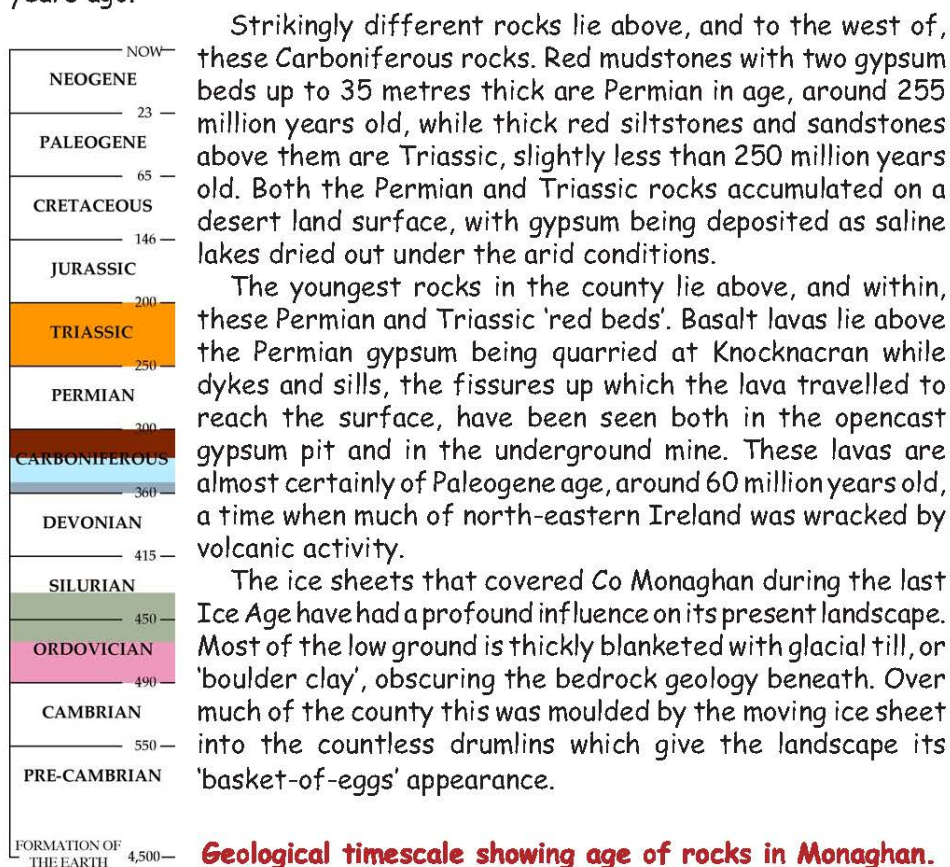 years ago.
Strikingly different rocks lie above, and to the west of,
these Carboniferous rocks. Red mudstones with two gypsum
beds up to 35 metres thick are Permian in age, around 255
million years old, while thick red siltstones and sandstones
above them are Triassic, slightly less than 250 million years
old. Both the Permian and Triassic rocks accumulated on a
desert land surface, with gypsum being deposited as saline
lakes dried out under the arid conditions.
The youngest rocks in the county lie above, and within,
these Permian and Triassic 'red beds'. Basalt lavas lie above
the Permian gypsum being quarried at Knocknacran while
dykes and sills, the fissures up which the lava travelled to
reach the surface, have been seen both in the opencast
gypsum pit and in the underground mine. These lavas are
almost certainly of Paleogene age, around 60 million years old,
a time when much of north-eastern Ireland was wracked by
volcanic activity.
The ice sheets that covered Co Monaghan during the last
Ice Age have had a profound influence on its present landscape.
Most of the low ground is thickly blanketed with glacial till, or
'boulder clay', obscuring the bedrock geology beneath. Over
much of the county this was moulded by the moving ice sheet
into the countless drumlins which give the landscape its
'basket-of-eggs' appearance.
NOW
NEOGENE
23
PALEOGENE
65
CRETACEOUS
146
JURASSIC
200
TRIASSIC
250
PERMIAN
300
CARBONIFEROUS
360
DEVONIAN
415
SILURIAN
450
ORDOVICIAN
490
CAMBRIAN
550
PRE-CAMBRIAN
FORMATION OF
THE EARTH 4,500
Geological timescale showing age of rocks in Monaghan.